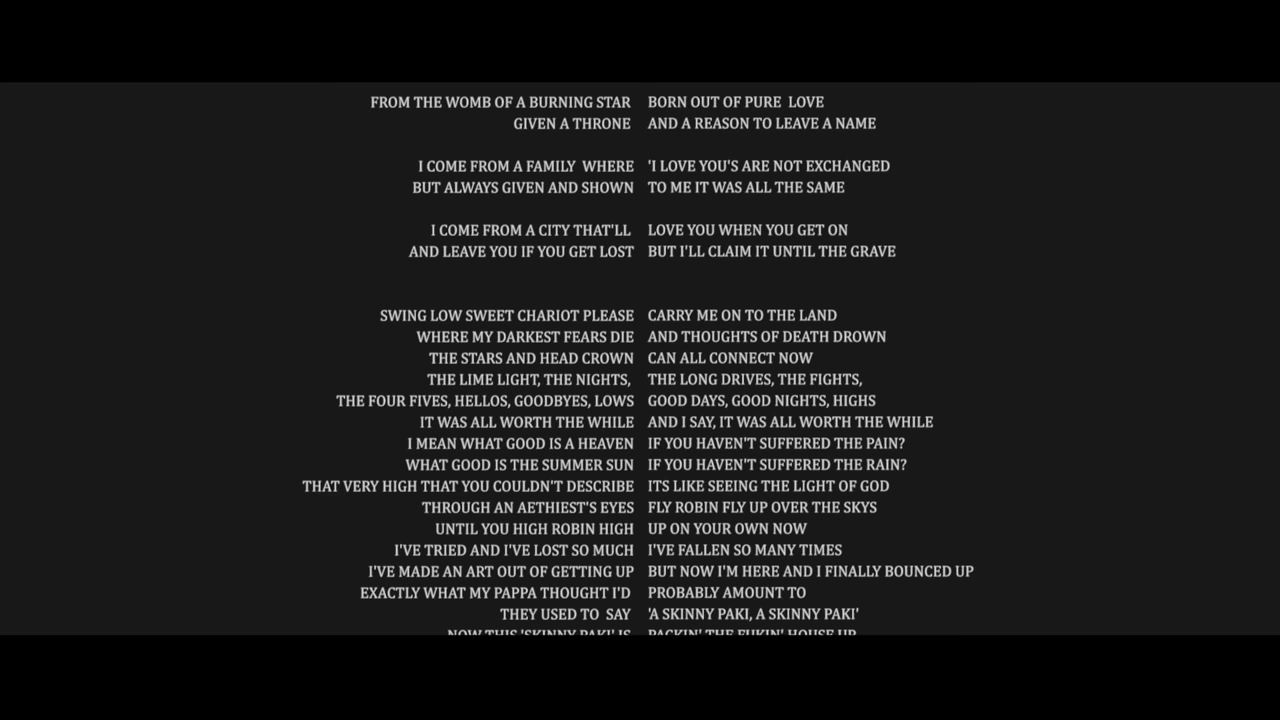 FROM THE WOMB OF A BURNING STAR BORN OUT OF PURE LOVE
GIVEN A THRONE AND A REASON TO LEAVE A NAME
I COME FROM A FAMILY WHERE 'I LOVE YOU'S ARE NOT EXCHANGED
BUT ALWAYS GIVEN AND SHOWN TO ME IT WAS ALL THE SAME
I COME FROM A CITY THAT'LL LOVE YOU WHEN YOU GET ON
AND LEAVE YOU IF YOU GET LOST BUT I'LL CLAIM IT UNTIL THE GRAVE
SWING LOW SWEET CHARIOT PLEASE CARRY ME ON TO THE LAND
WHERE MY DARKEST FEARS DIE AND THOUGHTS OF DEATH DROWN
THE STARS AND HEAD CROWN CAN ALL CONNECT NOW
THE LIME LIGHT, THE NIGHTS, THE LONG DRIVES, THE FIGHTS,
THE FOUR FIVES, HELLOS, GOODBYES, LOWS GOOD DAYS, GOOD NIGHTS, HIGHS
IT WAS ALL WORTH THE WHILE AND I SAY, IT WAS ALL WORTH THE WHILE
I MEAN WHAT GOOD IS A HEAVEN IF YOU HAVEN'T SUFFERED THE PAIN?
WHAT GOOD IS THE SUMMER SUN IF YOU HAVEN'T SUFFERED THE RAIN?
THAT VERY HIGH THAT YOU COULDN'T DESCRIBE ITS LIKE SEEING THE LIGHT OF GOD
THROUGH AN AETHIEST'S EYES FLY ROBIN FLY UP OVER THE SKYS
UNTIL YOU HIGH ROBIN HIGH UP ON YOUR OWN NOW
I'VE TRIED AND I'VE LOST SO MUCH I'VE FALLEN SO MANY TIMES
I'VE MADE AN ART OUT OF GETTING UP BUT NOW I'M HERE AND I FINALLY BOUNCED UP
EXACTLY WHAT MY PAPPA THOUGHT I'D PROBABLY AMOUNT TO
THEY USED TO SAY 'A SKINNY PAKI, A SKINNY PAKI'
NOW THIS 'SKINNY PAKI' IS PACKIN' THE FUKIN' HOUSE UP